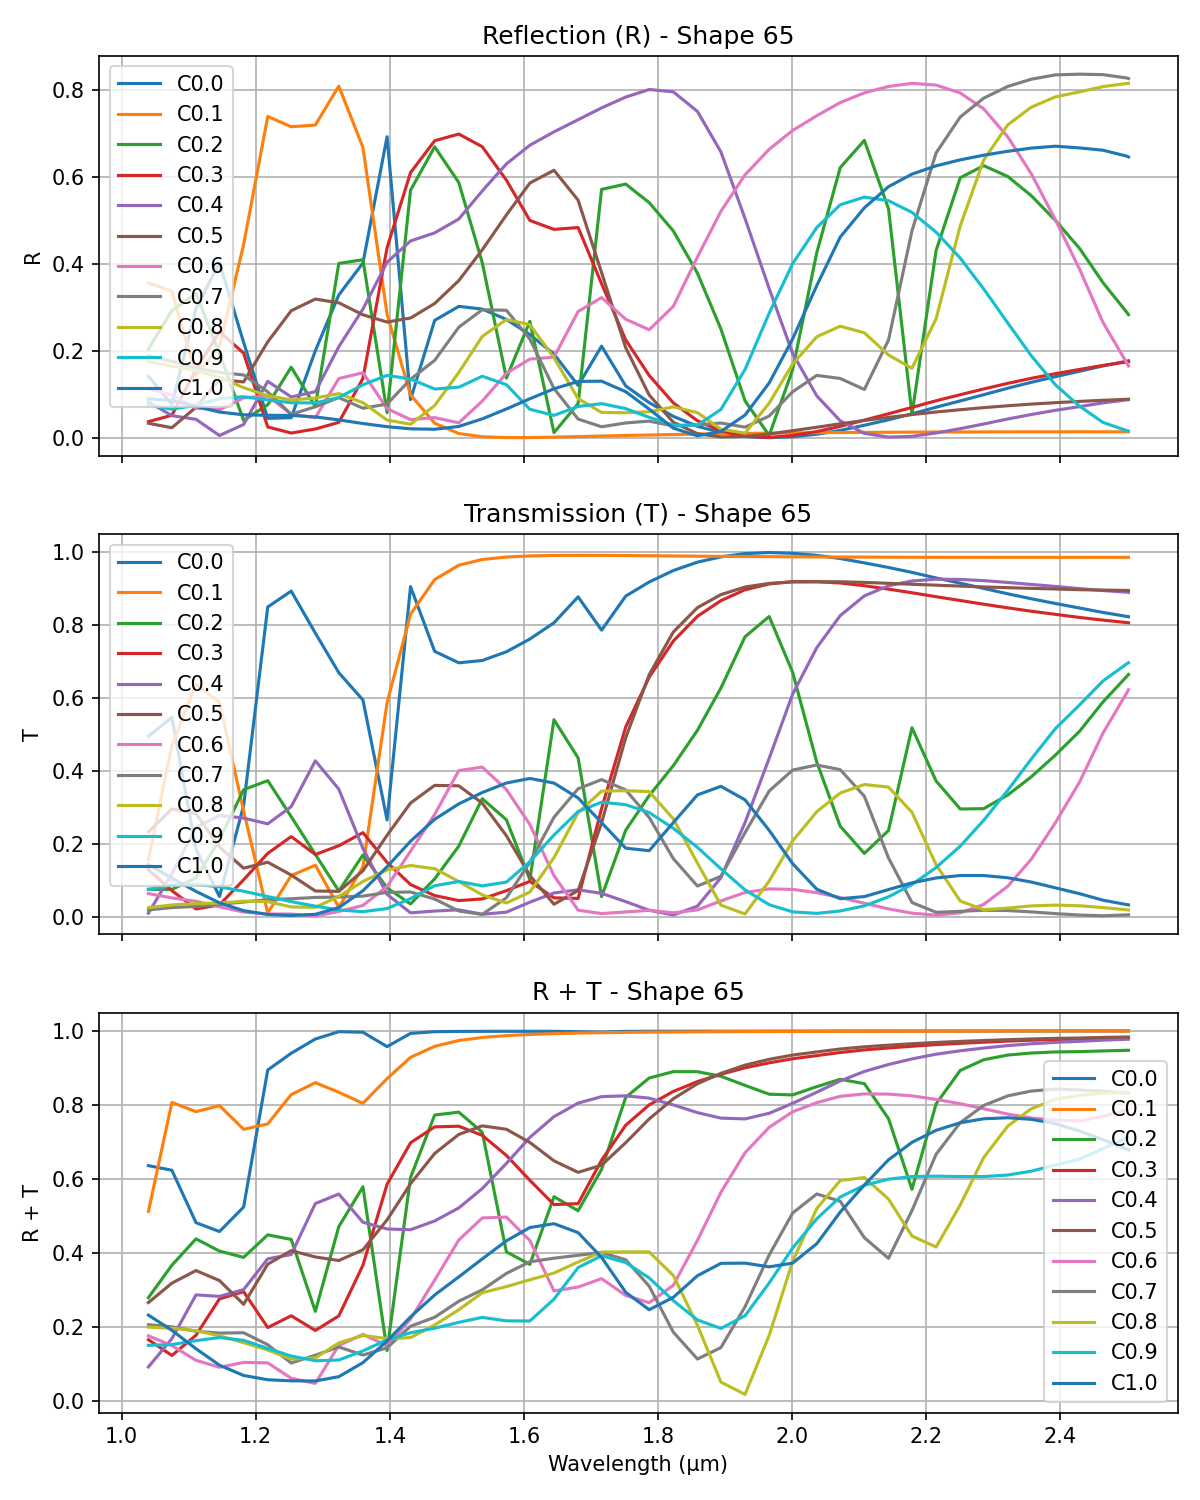 Reflection (R) - Shape 65
R
0.8
0.6
0.4
0.2
0.0
C0.0
C0.1
C0.2
C0.3
C0.4
C0.5
C0.6
C0.7
C0.8
C0.9
C1.0
Transmission (T) - Shape 65
T
1.0
0.8
0.6
0.4
0.2
0.0
C0.0
C0.1
C0.2
C0.3
C0.4
C0.5
C0.6
C0.7
C0.8
C0.9
C1.0
R + T - Shape 65
R + T
1.0
0.8
0.6
0.4
0.2
0.0
C0.0
C0.1
C0.2
C0.3
C0.4
C0.5
C0.6
C0.7
C0.8
C0.9
C1.0
1.0 1.2 1.4 1.6 1.8 2.0 2.2 2.4
Wavelength (μm)